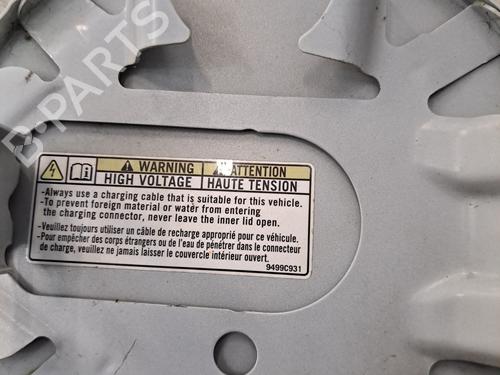 B-PARTS
WARNING ATTENTION
HIGH VOLTAGE HAUTE TENSION
-Always use a charging cable that is suitable for this vehicle.
-To prevent foreign material or water from entering
the charging connector, never leave the inner lid open.
-Veuillez toujours utiliser un câble de recharge approprié pour ce véhicule.
-Pour empêcher des corps étrangers ou de l'eau de pénétrer dans le connecteur
de charge, veuillez ne jamais laisser le couvercle intérieur ouvert.
9499C931